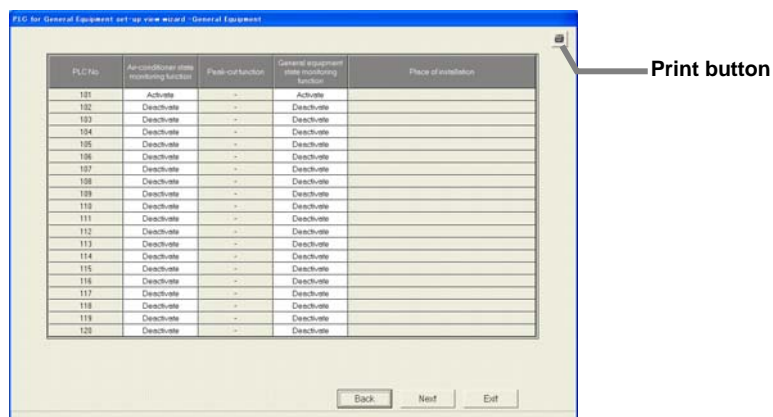 PLC for General Equipment set-up view wizard -General Equipment
Print button
PLC No. Air-conditioner state monitoring function Peak-cut function General equipment state monitoring function Place of installation
101 Activate - Activate
102 Deactivate - Deactivate
103 Deactivate - Deactivate
104 Deactivate - Deactivate
105 Deactivate - Deactivate
106 Deactivate - Deactivate
107 Deactivate - Deactivate
108 Deactivate - Deactivate
109 Deactivate - Deactivate
110 Deactivate - Deactivate
111 Deactivate - Deactivate
112 Deactivate - Deactivate
113 Deactivate - Deactivate
114 Deactivate - Deactivate
115 Deactivate - Deactivate
116 Deactivate - Deactivate
117 Deactivate - Deactivate
118 Deactivate - Deactivate
119 Deactivate - Deactivate
120 Deactivate - Deactivate
Back Next Exit